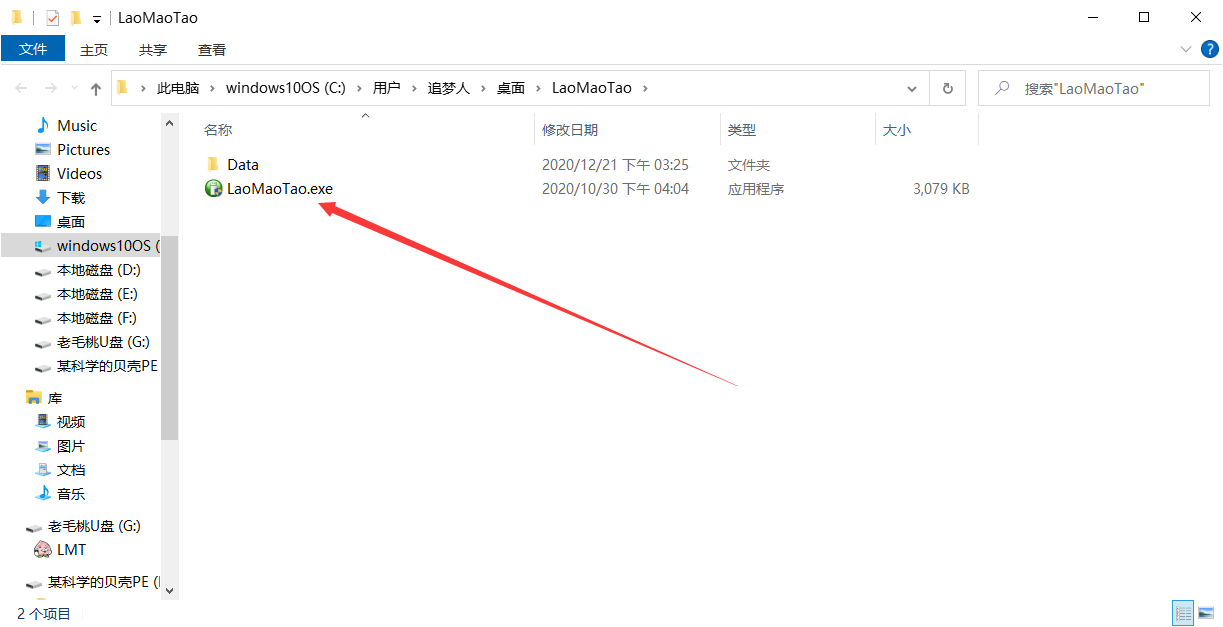 LaoMaoTao
文件 主页 共享 查看
此电脑 windows10OS (C:) 用户 追梦人 桌面 LaoMaoTao 搜索"LaoMaoTao"
名称 修改日期 类型 大小
Data 2020/12/21 下午 03:25 文件夹
LaoMaoTao.exe 2020/10/30 下午 04:04 应用程序 3,079 KB
Music
Pictures
Videos
下载
桌面
windows10OS (
本地磁盘 (D:)
本地磁盘 (E:)
本地磁盘 (F:)
老毛桃U盘 (G:)
某科学的贝壳PE
库
视频
图片
文档
音乐
老毛桃U盘 (G:)
LMT
某科学的贝壳PE (
2 个项目